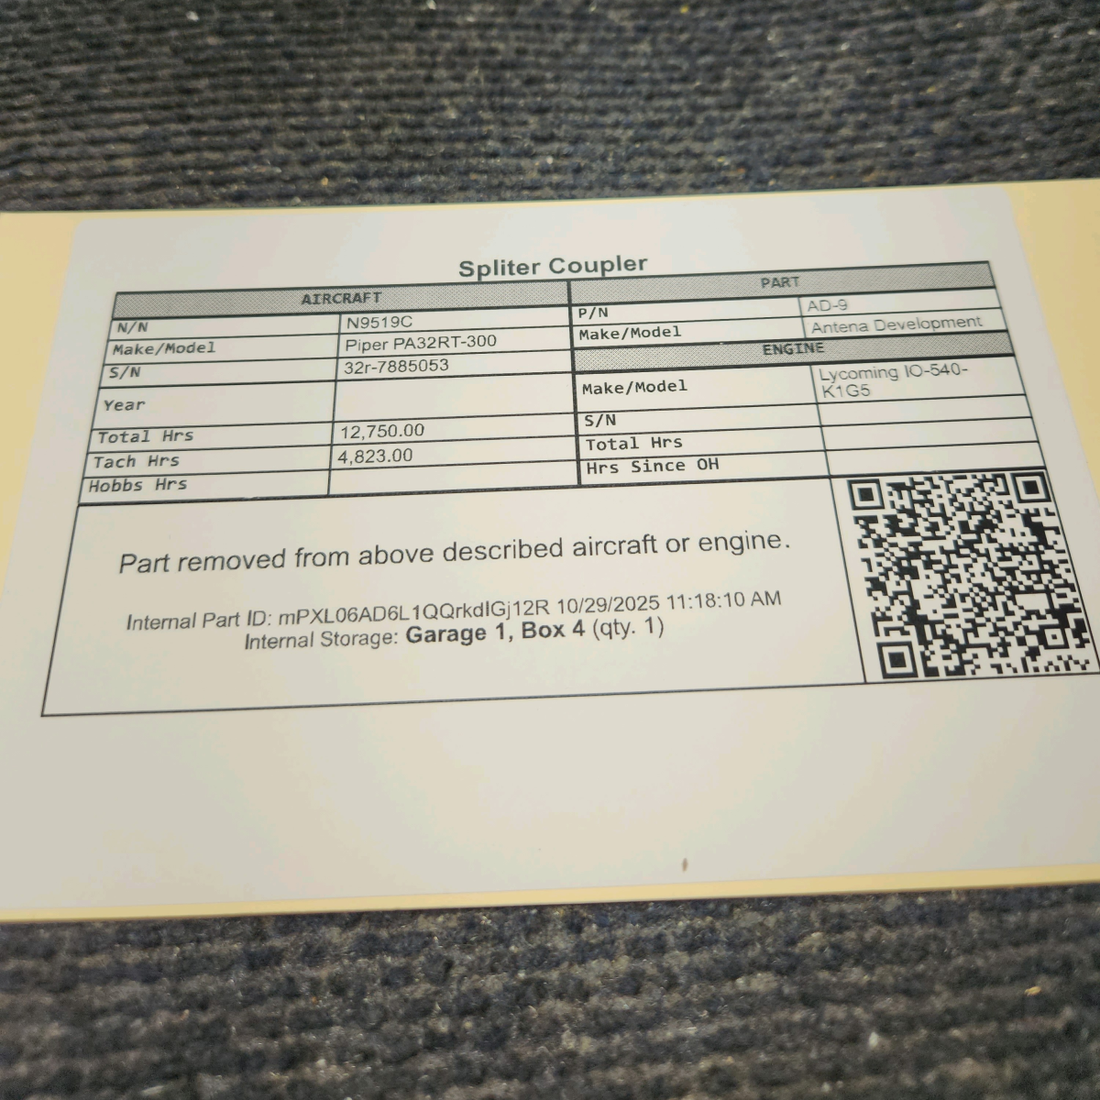 Spliter Coupler
AIRCRAFT
N/N N9519C
Make/Model Piper PA32RT-300
S/N 32r-7885053
Year
Total Hrs 12,750.00
Tach Hrs 4,823.00
Hobbs Hrs
PART
P/N AD-9
Make/Model Antena Development
ENGINE
Make/Model Lycoming IO-540-
K1G5
S/N
Total Hrs
Hrs Since OH
Part removed from above described aircraft or engine.
Internal Part ID: mPXL06AD6L1QQrkdIGj12R 10/29/2025 11:18:10 AM
Internal Storage: Garage 1, Box 4 (qty. 1)